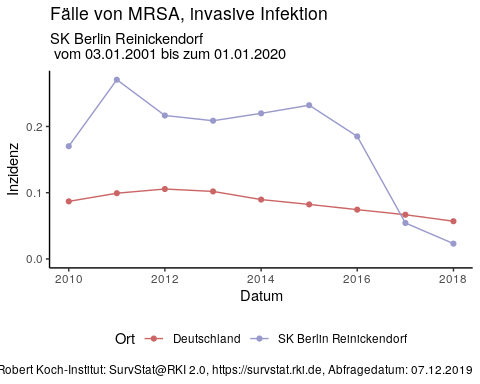 Fälle von MRSA, invasive Infektion
SK Berlin Reinickendorf
vom 03.01.2001 bis zum 01.01.2020
Inzidenz
0.2
0.1
0.0
2010 2012 2014 2016 2018
Datum
Ort Deutschland SK Berlin Reinickendorf
Robert Koch-Institut: SurvStat@RKI 2.0, https://survstat.rki.de, Abfragedatum: 07.12.2019